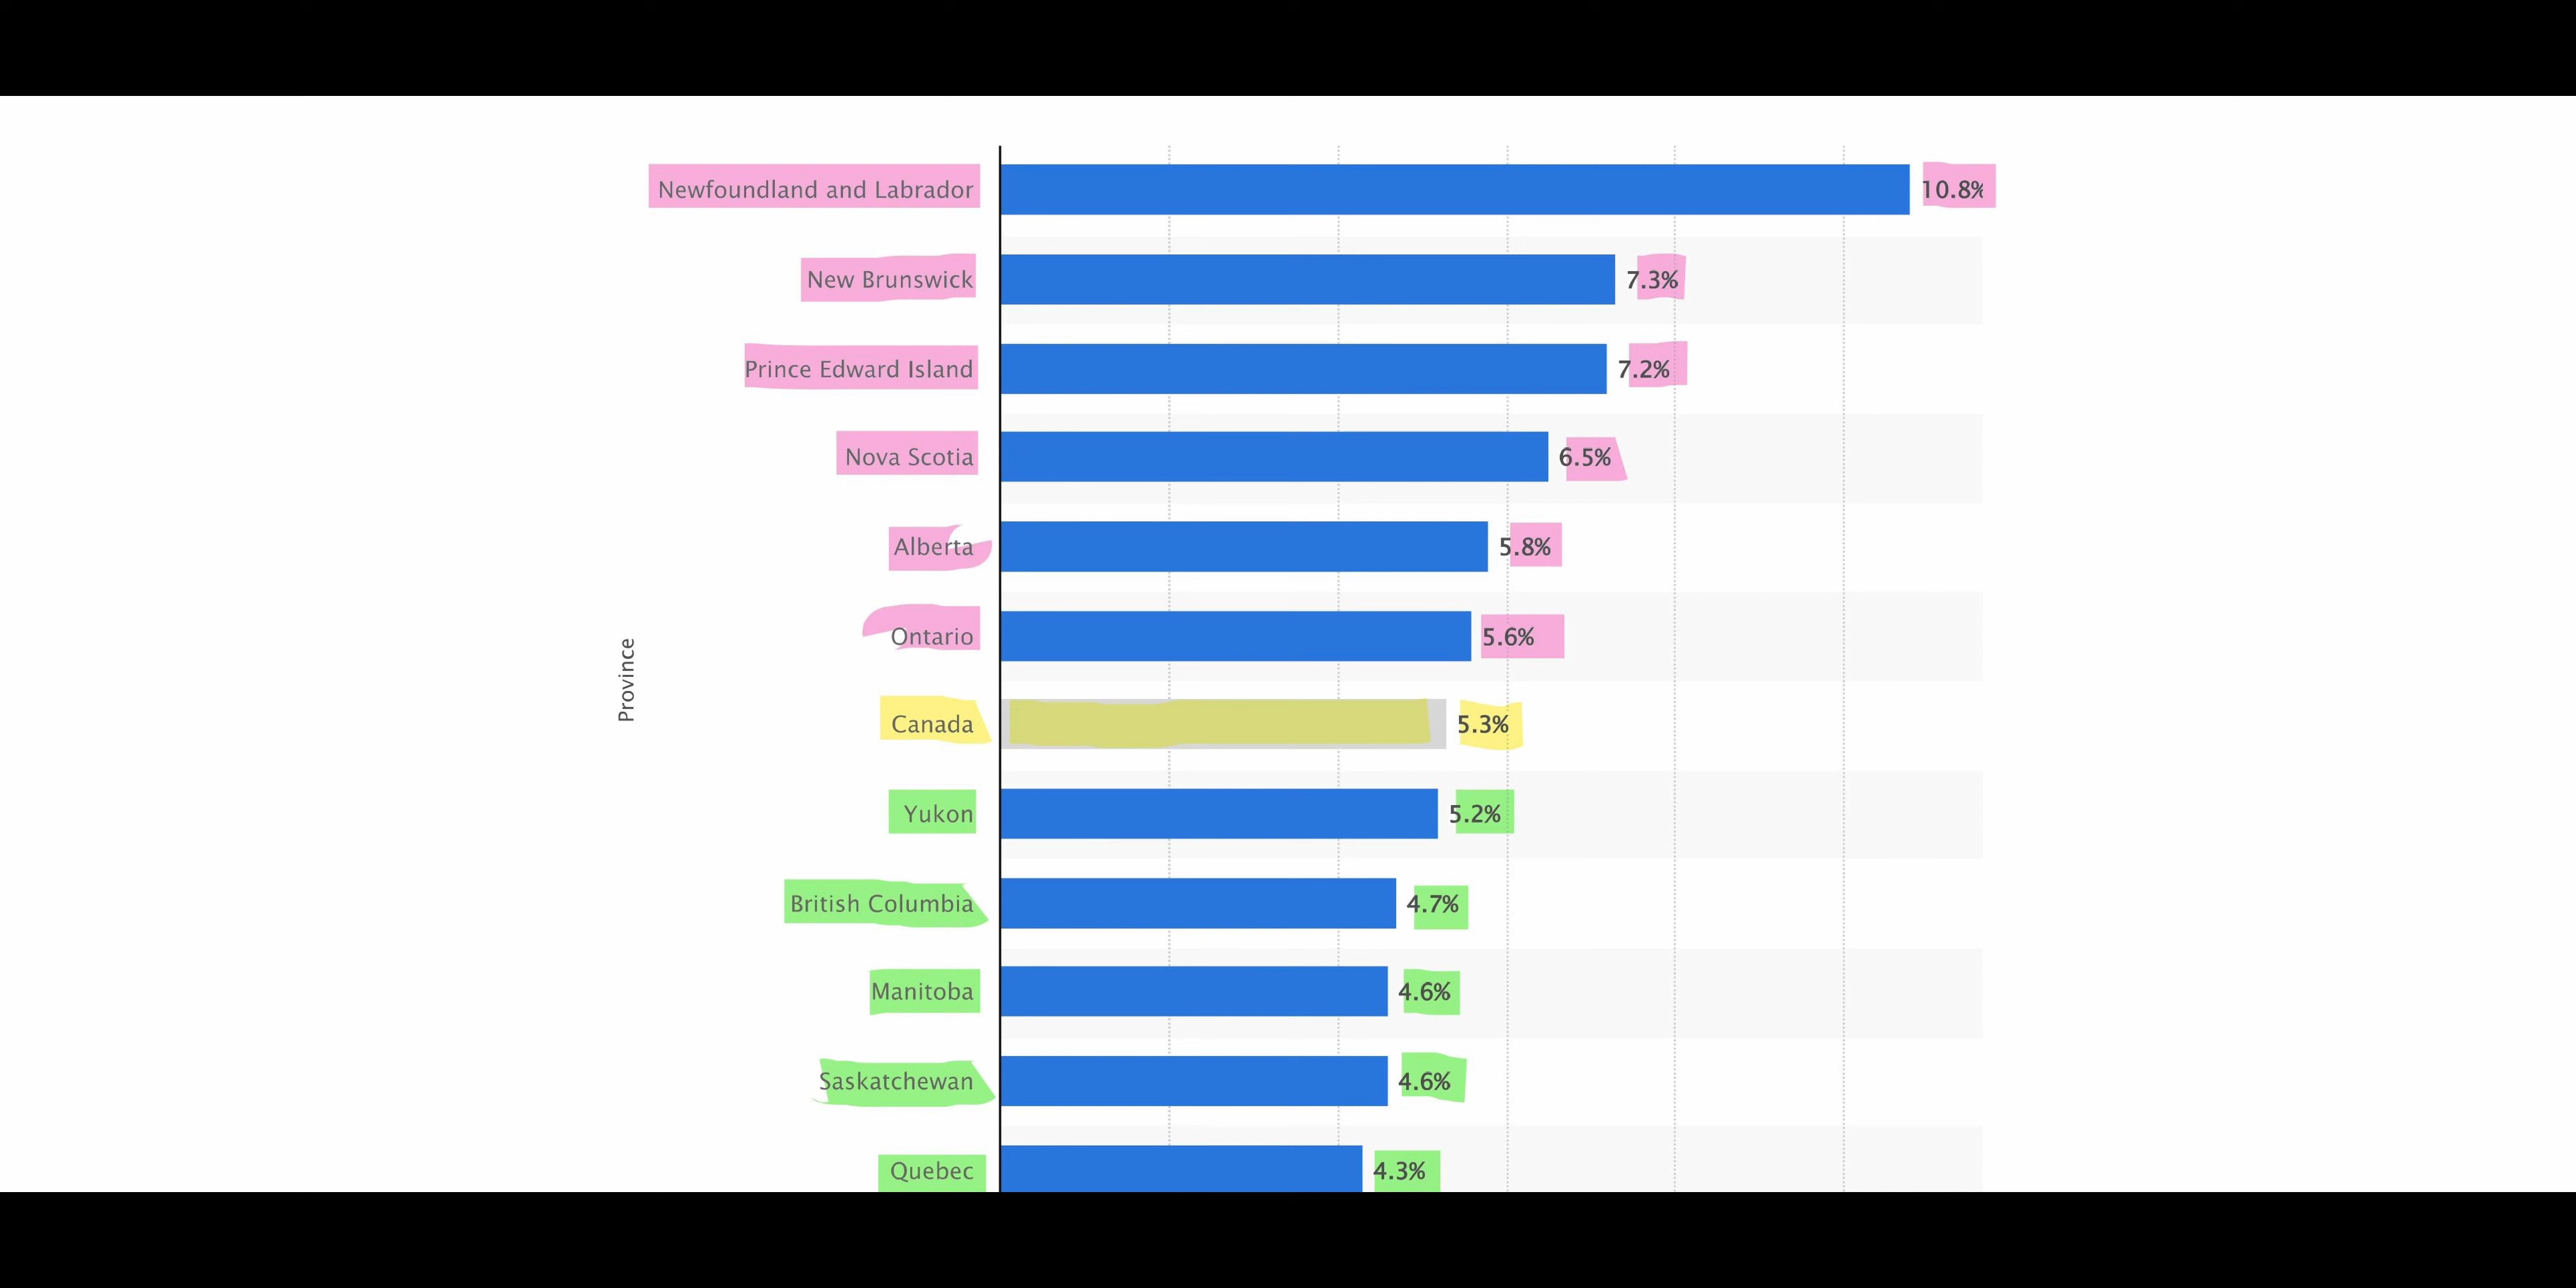 Newfoundland and Labrador 10.8%
New Brunswick 7.3%
Prince Edward Island 7.2%
Nova Scotia 6.5%
Alberta 5.8%
Ontario 5.6%
Province
Canada 5.3%
Yukon 5.2%
British Columbia 4.7%
Manitoba 4.6%
Saskatchewan 4.6%
Quebec 4.3%